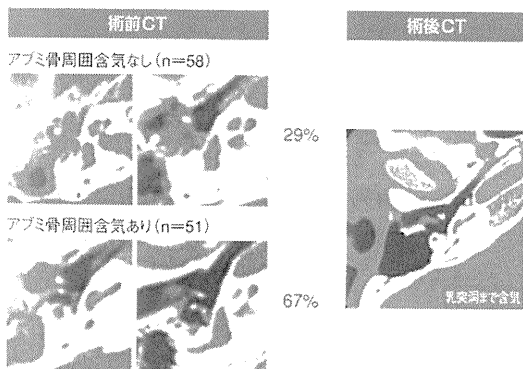 術前CT
術後CT
アブミ骨周囲含気なし(n=58)
29%
アブミ骨周囲含気あり(n=51)
67%
乳突洞まで含気